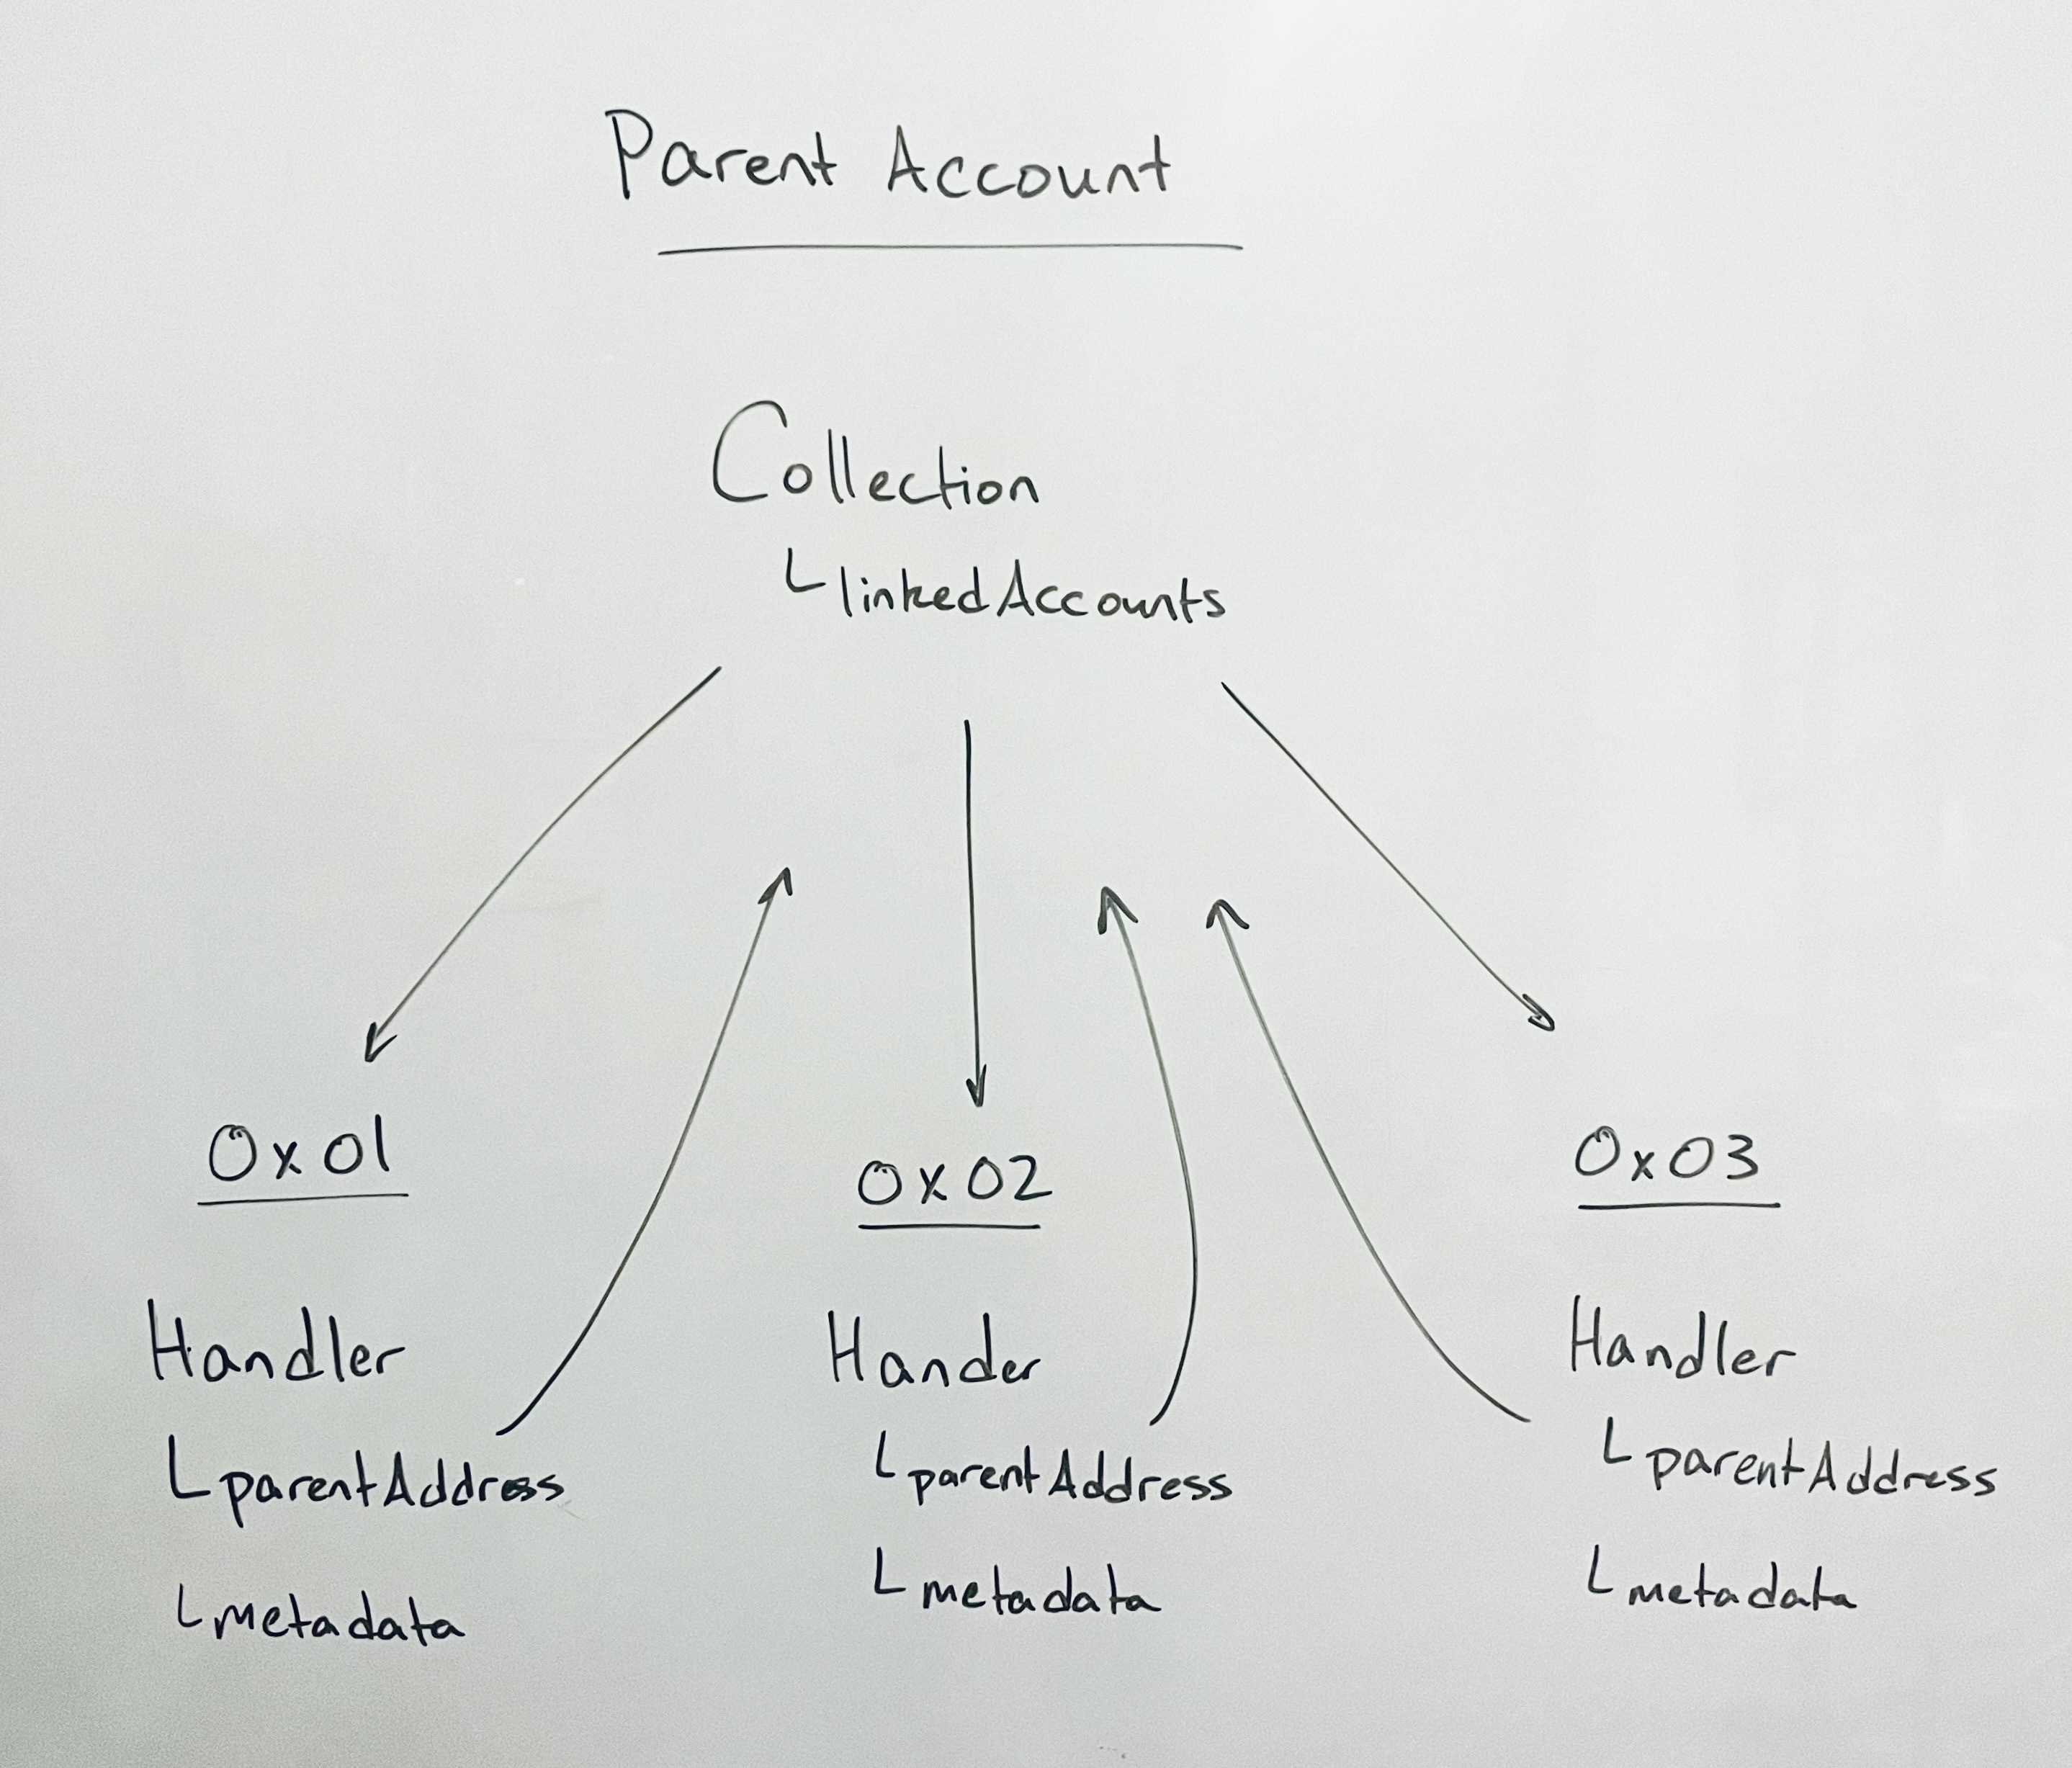 Parent Account
Collection
linkedAccounts
0x01
0x02
0x03
Handler
Hander
Handler
parentAddress
parentAddress
parentAddress
metadata
metadata
metadata